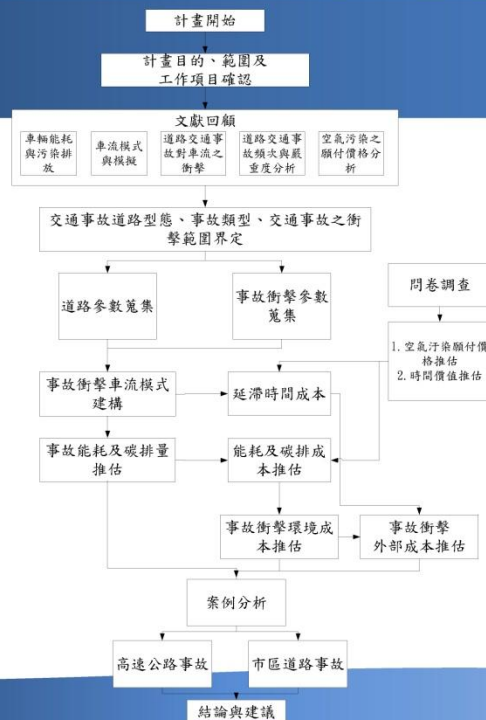 計畫開始
計畫目的、範圍及
工作項目確認
文獻回顧
車輛能耗
與污染排
放
車流模式
與模擬
道路交通事
故對車流之
衝擊
道路交通事
故頻次與嚴
重度分析
空氣污染之
願付價格分
析
交通事故道路型態、事故類型、交通事故之衝
擊範圍界定
道路參數蒐集
事故衝擊參數
蒐集
問卷調查
1. 空氣汙染願付價
格推估
2. 時間價值推估
事故衝擊車流模式
建構
延滯時間成本
事故能耗及碳排量
推估
能耗及碳排成
本推估
事故衝擊環境成
本推估
事故衝擊
外部成本推估
案例分析
高速公路事故
市區道路事故
結論與建議